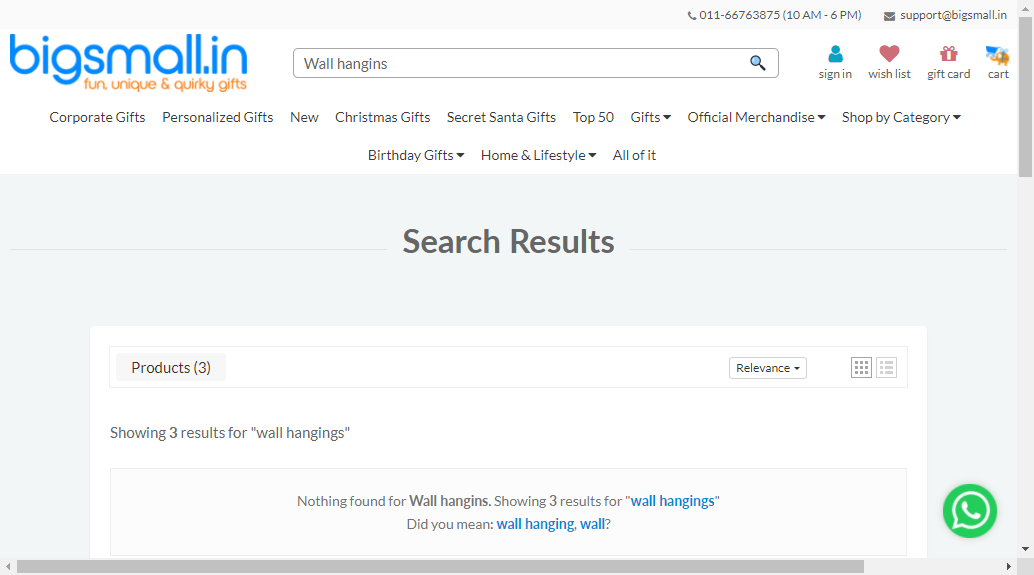 011-66763875 (10 AM - 6 PM) support@bigsmall.in
bigsmall.in
fun, unique & quirky gifts
Wall hangins
sign in wish list gift card cart
Corporate Gifts Personalized Gifts New Christmas Gifts Secret Santa Gifts Top 50 Gifts Official Merchandise Shop by Category
Birthday Gifts Home & Lifestyle All of it
Search Results
Products (3) Relevance
Showing 3 results for "wall hangings"
Nothing found for Wall hangins. Showing 3 results for "wall hangings"
Did you mean: wall hanging, wall?